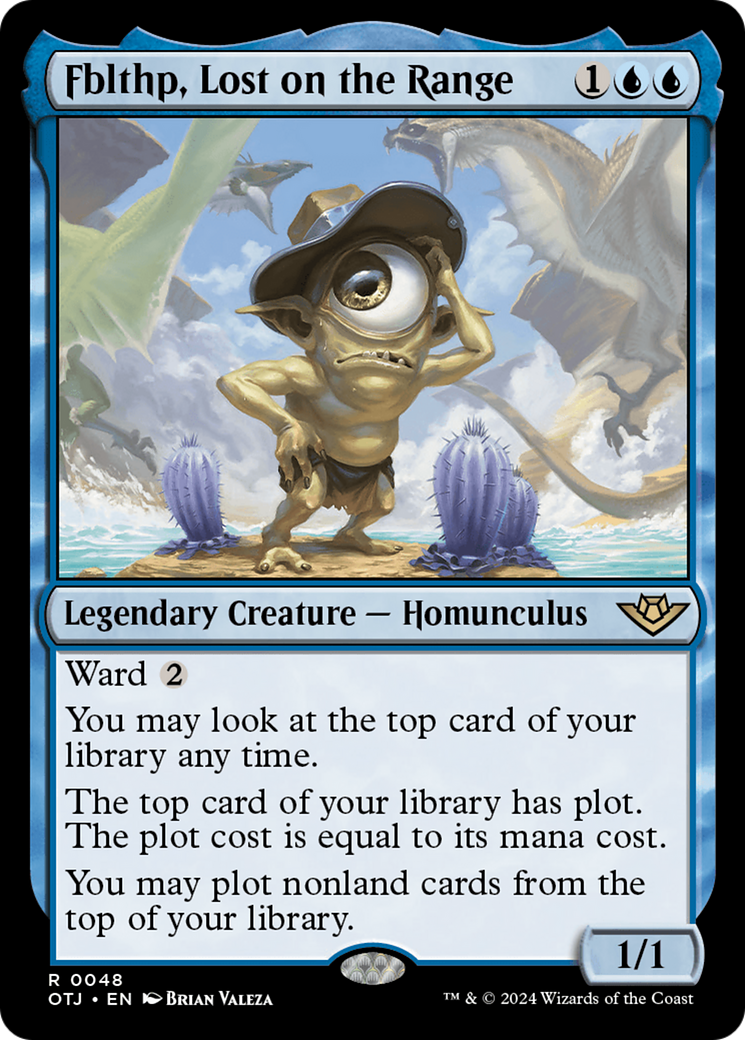 Fblthp, Lost on the Range 1
Legendary Creature — Homunculus
Ward 2
You may look at the top card of your
library any time.
The top card of your library has plot.
The plot cost is equal to its mana cost.
You may plot nonland cards from the
top of your library.
1/1
R 0048
OTJ • EN Brian Valeza
™ & © 2024 Wizards of the Coast